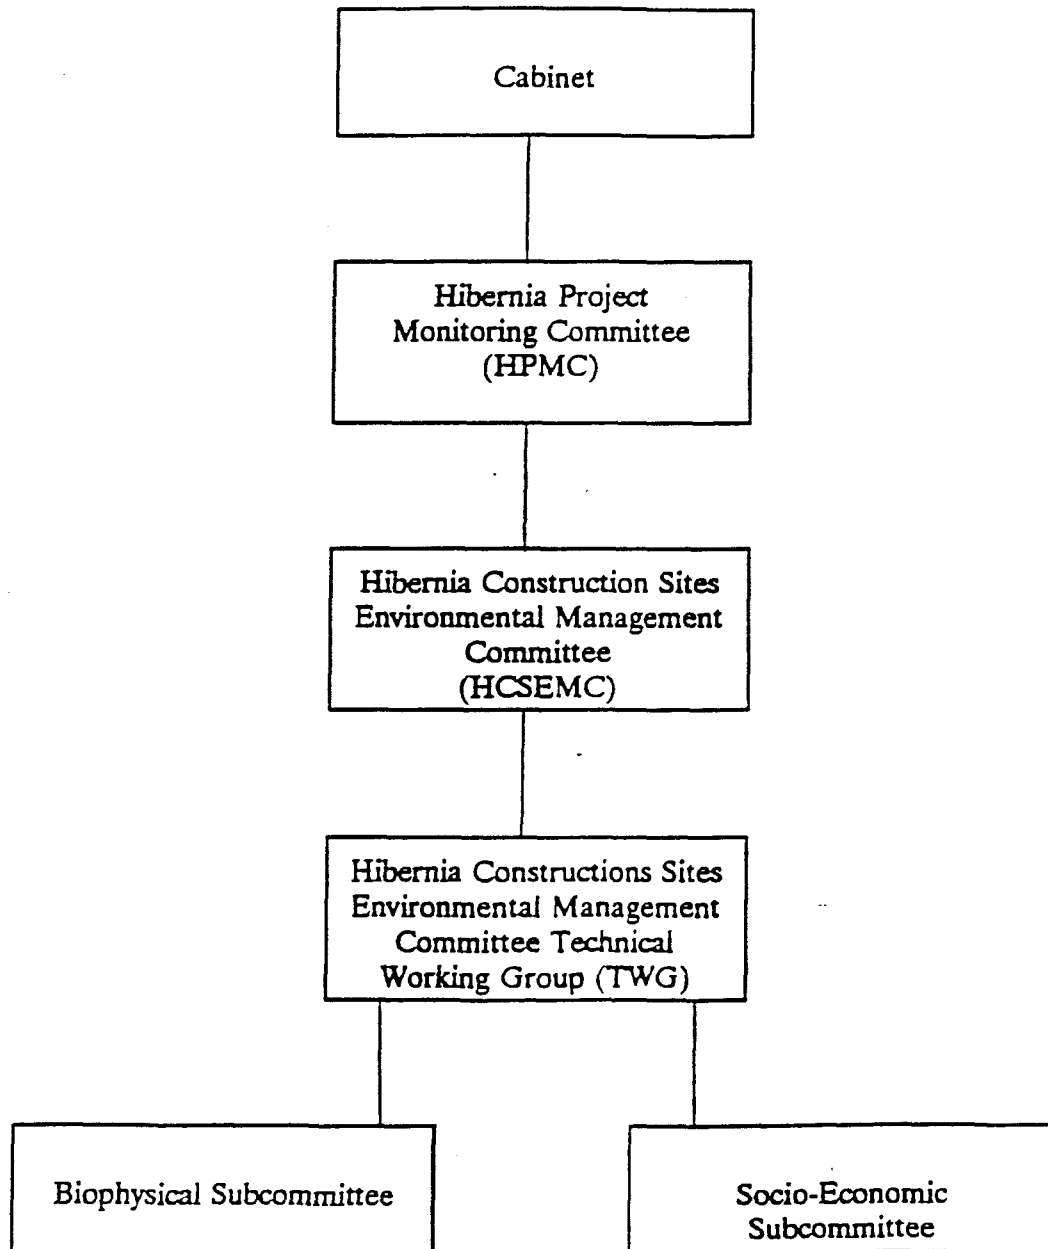 Cabinet
Hibernia Project
Monitoring Committee
(HPMC)
Hibernia Construction Sites
Environmental Management
Committee
(HCSEMC)
Hibernia Constructions Sites
Environmental Management
Committee Technical
Working Group (TWG)
Biophysical Subcommittee
Socio-Economic
Subcommittee